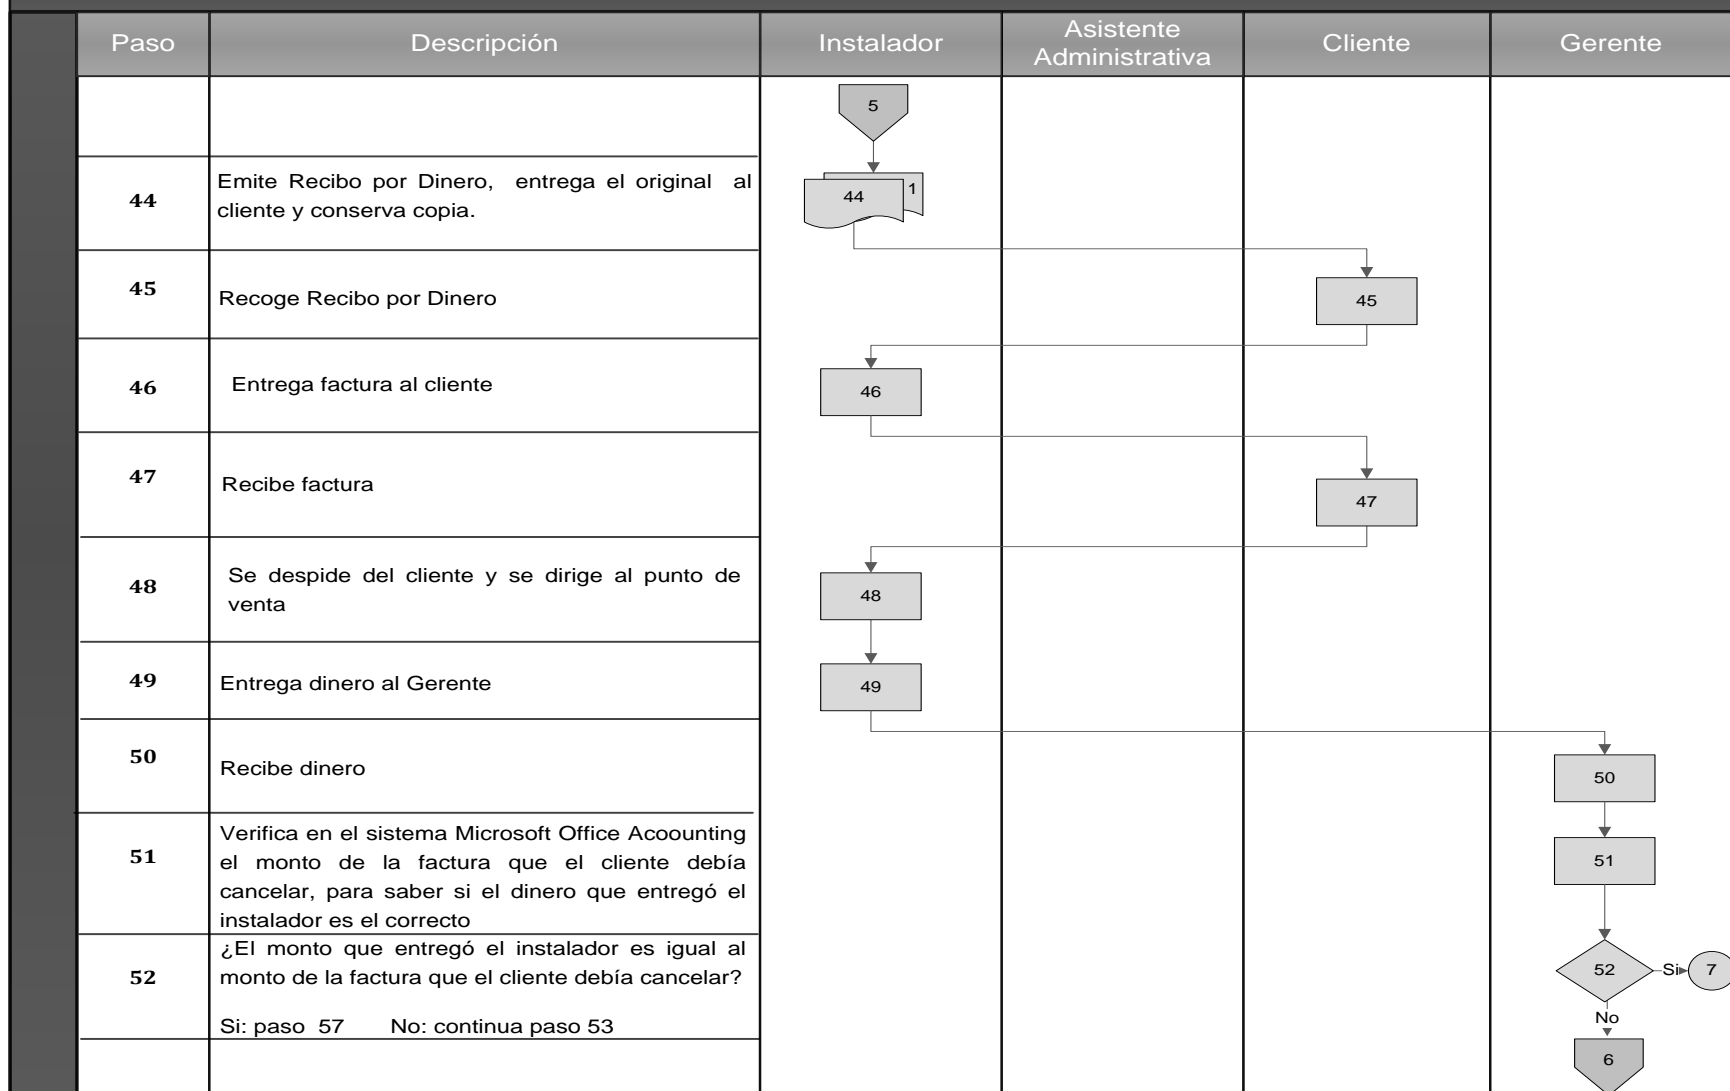 Paso Descripción Instalador Asistente Administrativa Cliente Gerente
5
44 Emite Recibo por Dinero, entrega el original al
cliente y conserva copia.
44 1
45 Recoge Recibo por Dinero
45
46 Entrega factura al cliente
46
47 Recibe factura
47
48 Se despide del cliente y se dirige al punto de
venta
48
49 Entrega dinero al Gerente
49
50 Recibe dinero
50
51 Verifica en el sistema Microsoft Office Acoounting
el monto de la factura que el cliente debía
cancelar, para saber si el dinero que entregó el
instalador es el correcto
51
52 ¿El monto que entregó el instalador es igual al
monto de la factura que el cliente debía cancelar?
Si: paso 57 No: continua paso 53
52 Si 7
No
6